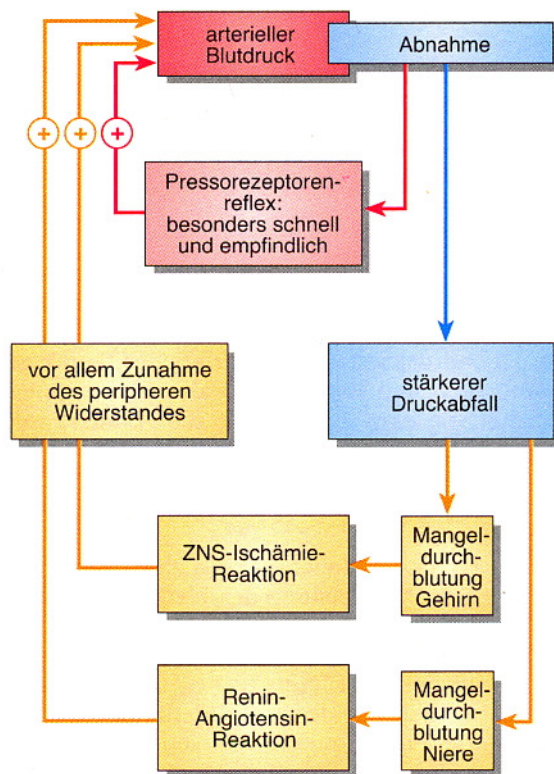 arterieller
Blutdruck
Abnahme
+
+
+
Pressorezeptoren-
reflex:
besonders schnell
und empfindlich
vor allem Zunahme
des peripheren
Widerstandes
stärkerer
Druckabfall
ZNS-Ischämie-
Reaktion
Mangel-
durch-
blutung
Gehirn
Renin-
Angiotensin-
Reaktion
Mangel-
durch-
blutung
Niere